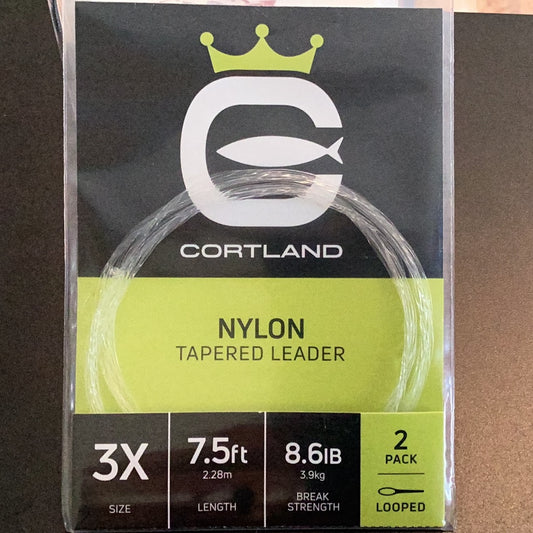 CORTLAND
NYLON
TAPERED LEADER
3X
SIZE
7.5ft
2.28m
LENGTH
8.6lB
3.9kg
BREAK
STRENGTH
2
PACK
LOOPED